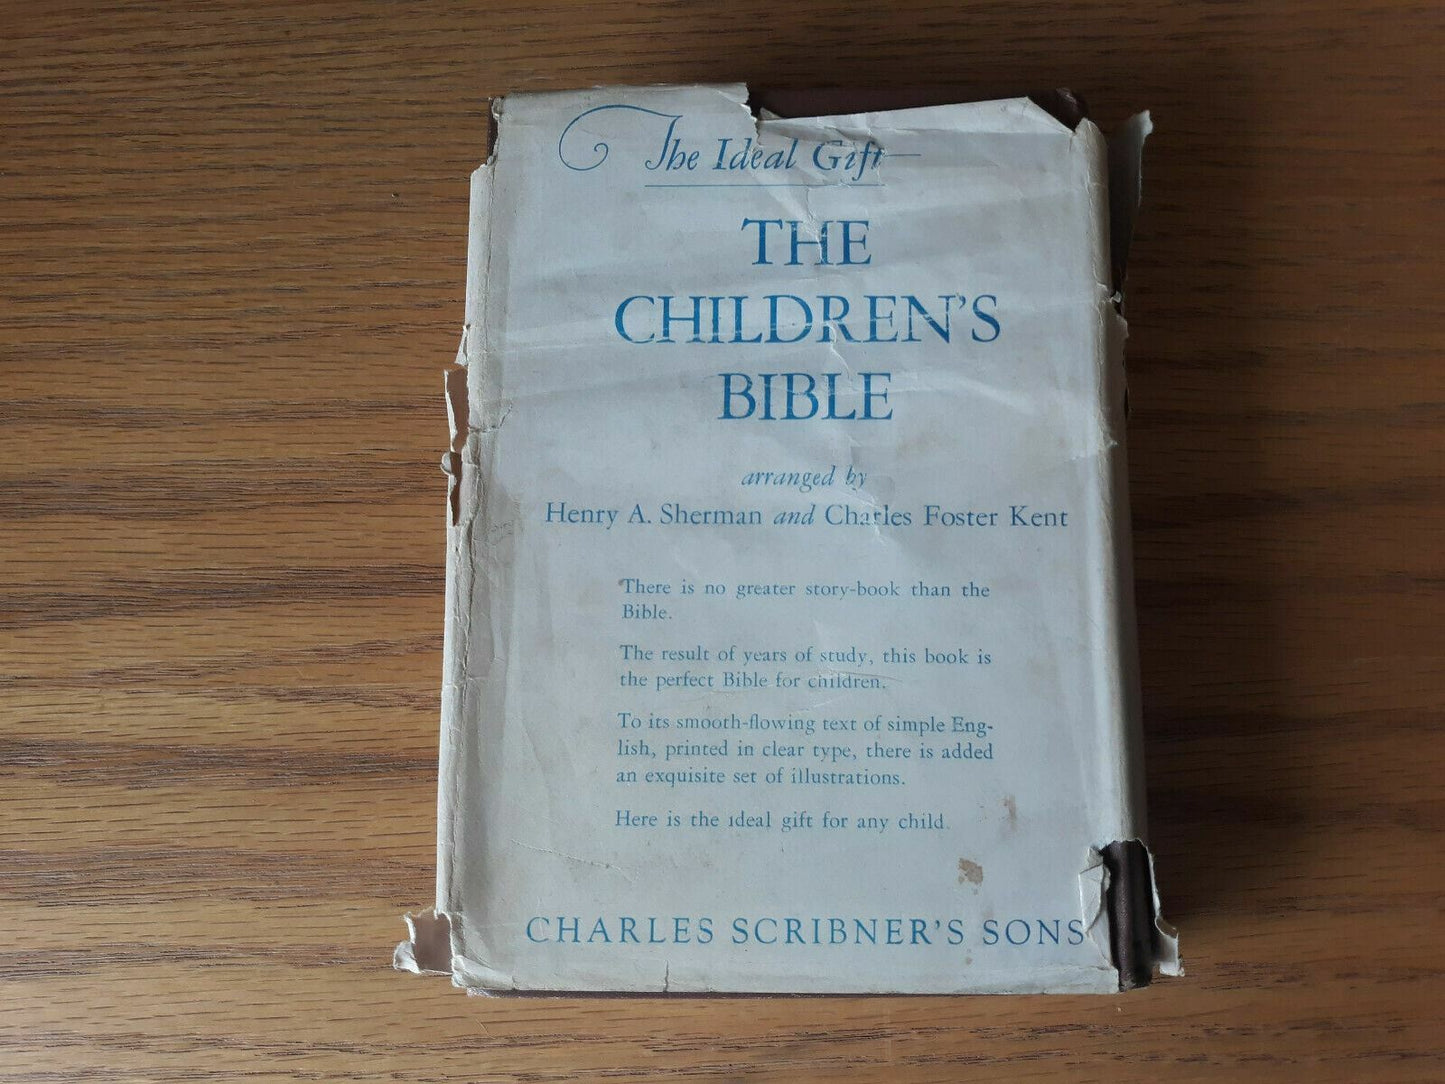 The Ideal Gift—
THE
CHILDREN'S
BIBLE
arranged by
Henry A. Sherman and Charles Foster Kent
There is no greater story-book than the
Bible.
The result of years of study, this book is
the perfect Bible for children.
To its smooth-flowing text of simple Eng-
lish, printed in clear type, there is added
an exquisite set of illustrations.
Here is the ideal gift for any child.
CHARLES SCRIBNER'S SONS